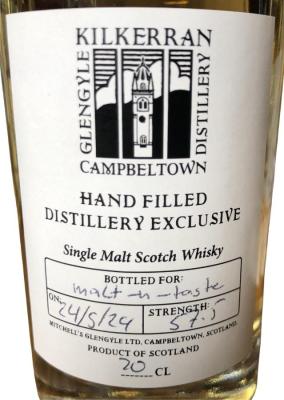 KILKERRAN
GLENGYLE
DISTILLERY
CAMPBELTOWN
HAND FILLED
DISTILLERY EXCLUSIVE
Single Malt Scotch Whisky
BOTTLED FOR:
malt-n-taste
ON: 24/5/24 STRENGTH: 57.5
MITCHELL'S GLENGYLE LTD, CAMPBELTOWN, SCOTLAND.
PRODUCT OF SCOTLAND
20 CL